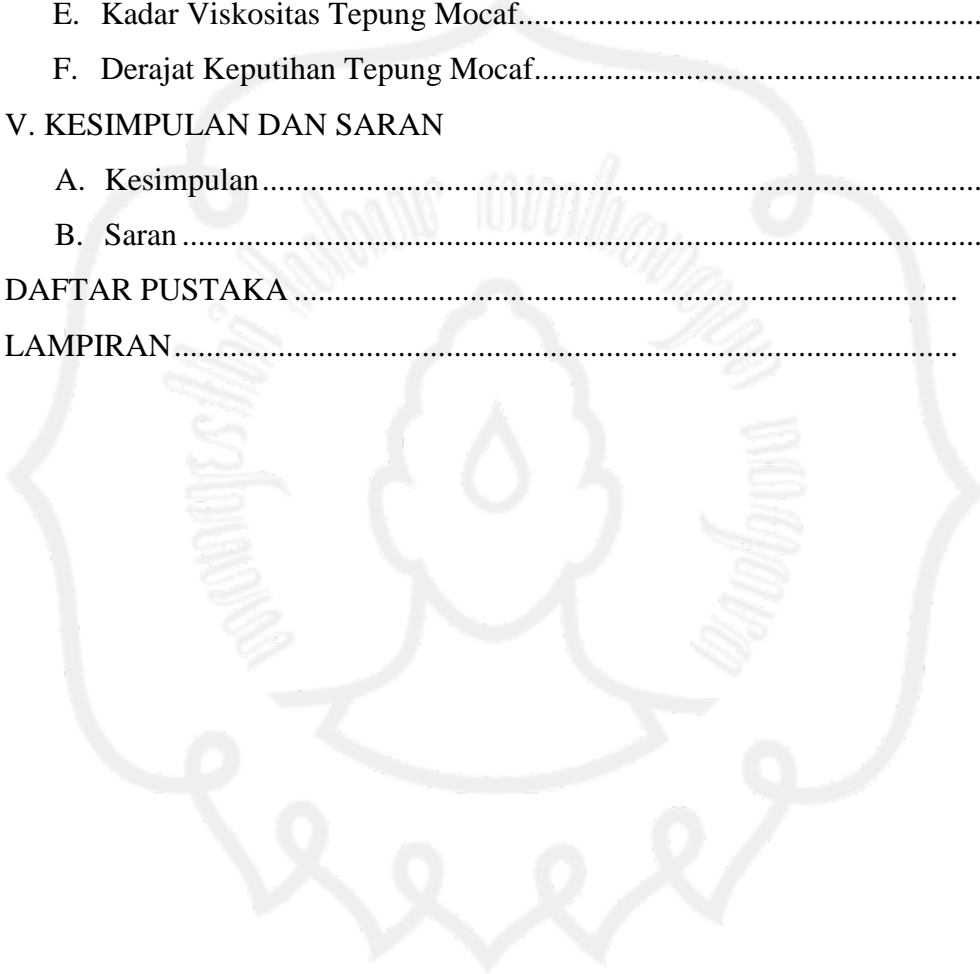 E. Kadar Viskositas Tepung Mocaf..........................................................
F. Derajat Keputihan Tepung Mocaf........................................................
V. KESIMPULAN DAN SARAN
A. Kesimpulan..........................................................................................
B. Saran ....................................................................................................
DAFTAR PUSTAKA ..................................................................................
LAMPIRAN.................................................................................................